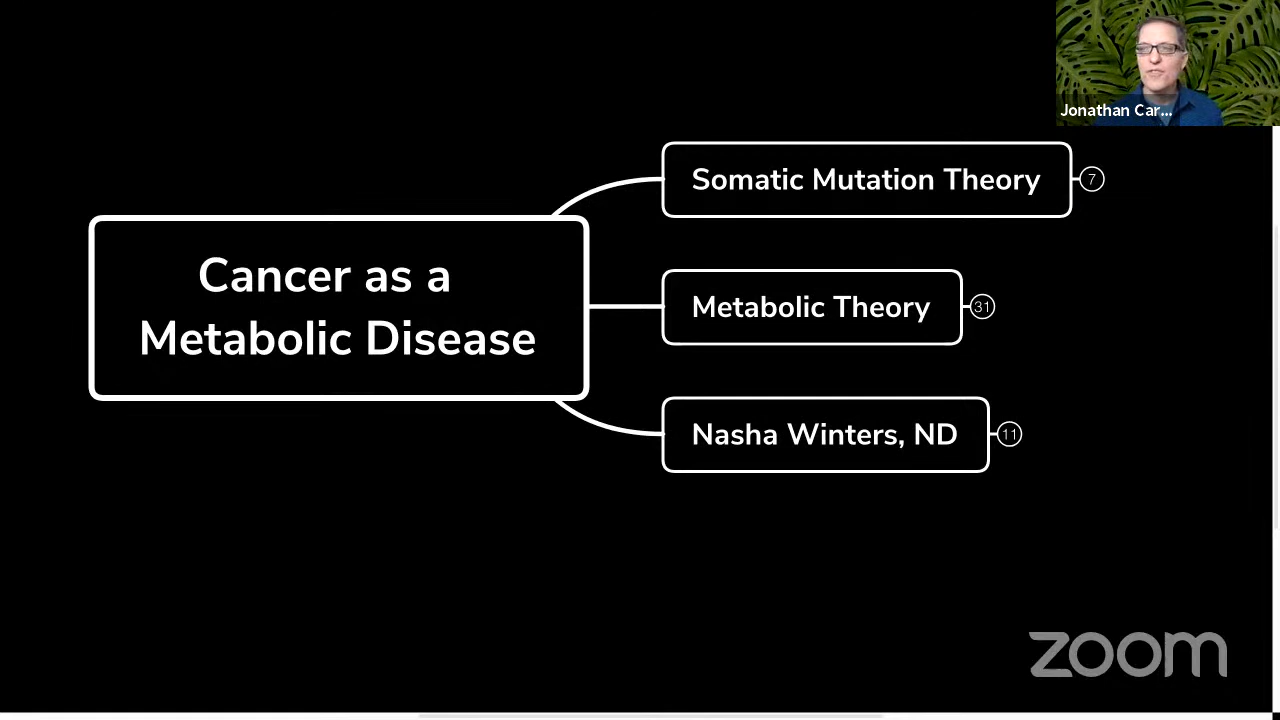 Jonathan Car...
Somatic Mutation Theory
7
Cancer as a
Metabolic Disease
Metabolic Theory
31
Nasha Winters, ND
11
zoom